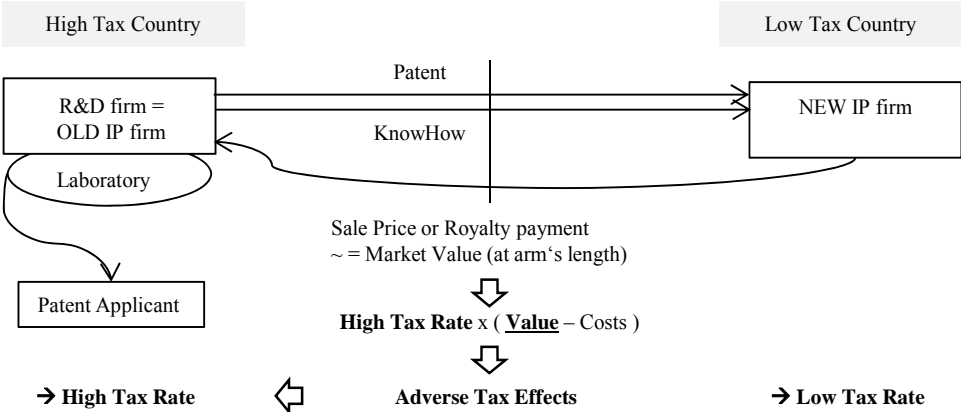 High Tax Country
Low Tax Country
Patent
R&D firm =
OLD IP firm
NEW IP firm
KnowHow
Laboratory
Sale Price or Royalty payment
~ = Market Value (at arm‘s length)
Patent Applicant
High Tax Rate x ( Value – Costs )
→ High Tax Rate
Adverse Tax Effects
→ Low Tax Rate